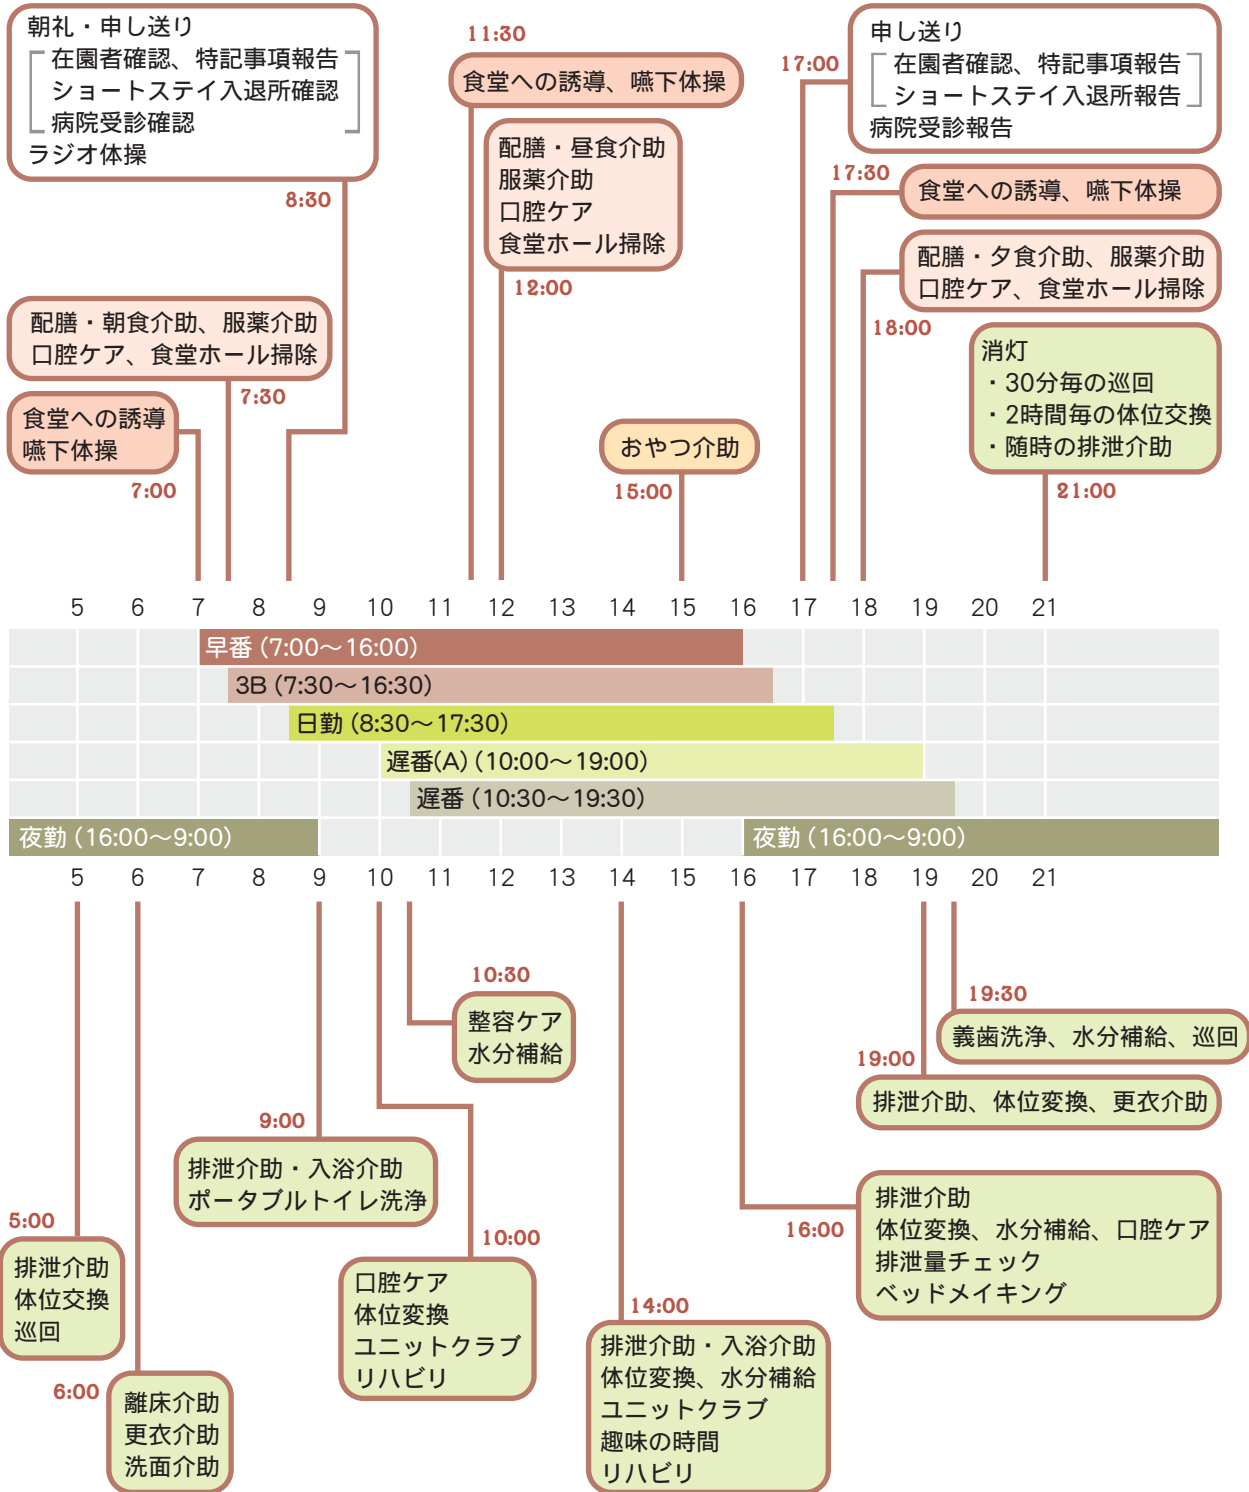 朝礼・申し送り
在園者確認、特記事項報告
ショートステイ入退所確認
病院受診確認
ラジオ体操
8:30
配膳・朝食介助、服薬介助
口腔ケア、食堂ホール掃除
7:30
食堂への誘導
嚥下体操
7:00
11:30
食堂への誘導、嚥下体操
配膳・昼食介助
服薬介助
口腔ケア
食堂ホール掃除
12:00
おやつ介助
15:00
17:00
申し送り
在園者確認、特記事項報告
ショートステイ入退所報告
病院受診報告
17:30
食堂への誘導、嚥下体操
配膳・夕食介助、服薬介助
口腔ケア、食堂ホール掃除
18:00
消灯
・30分毎の巡回
・2時間毎の体位交換
・随時の排泄介助
21:00
5 6 7 8 9 10 11 12 13 14 15 16 17 18 19 20 21
早番 (7:00～16:00)
3B (7:30～16:30)
日勤 (8:30～17:30)
遅番(A) (10:00～19:00)
遅番 (10:30～19:30)
夜勤 (16:00～9:00) 夜勤 (16:00～9:00)
5 6 7 8 9 10 11 12 13 14 15 16 17 18 19 20 21
5:00
排泄介助
体位交換
巡回
6:00
離床介助
更衣介助
洗面介助
9:00
排泄介助・入浴介助
ポータブルトイレ洗浄
10:00
口腔ケア
体位変換
ユニットクラブ
リハビリ
10:30
整容ケア
水分補給
14:00
排泄介助・入浴介助
体位変換、水分補給
ユニットクラブ
趣味の時間
リハビリ
16:00
排泄介助
体位変換、水分補給、口腔ケア
排泄量チェック
ベッドメイキング
19:00
排泄介助、体位変換、更衣介助
19:30
義歯洗浄、水分補給、巡回